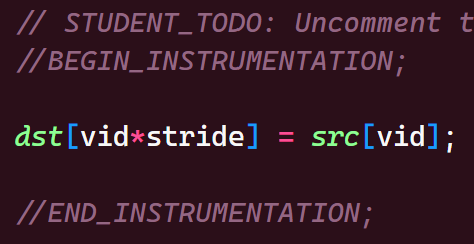 // STUDENT_TODO: Uncomment t
//BEGIN_INSTRUMENTATION;
dst[vid*stride] = src[vid];
//END_INSTRUMENTATION;